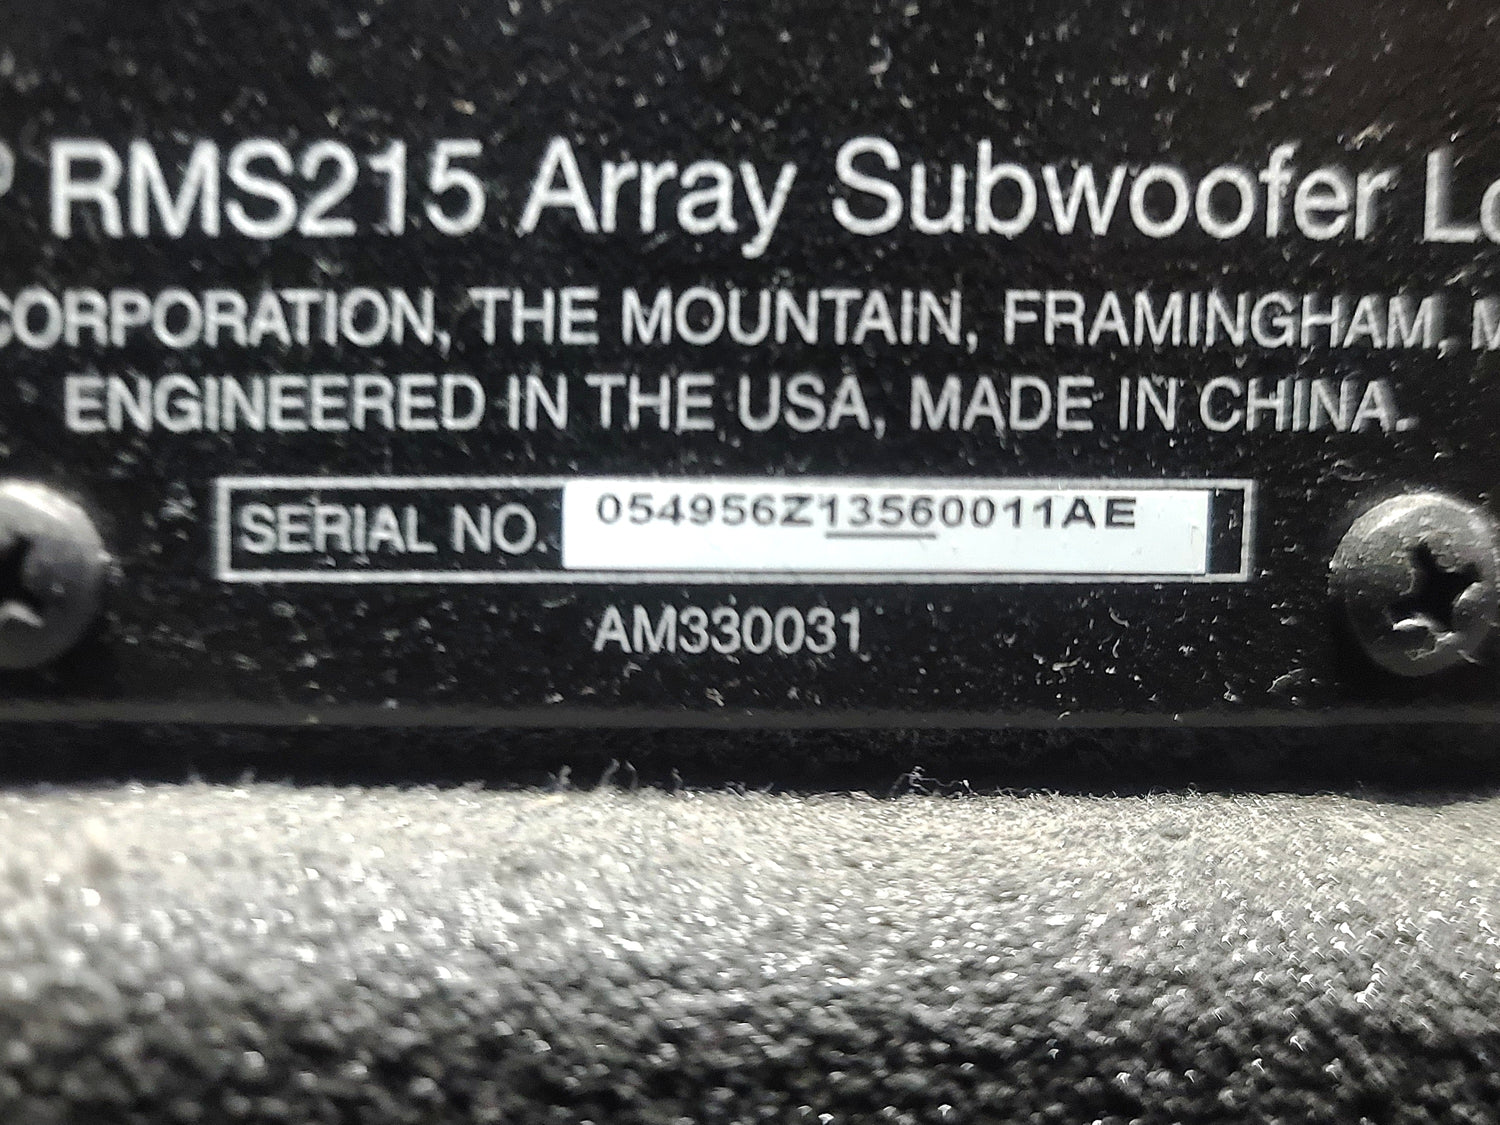 RMS215 Array Subwoofer
CORPORATION, THE MOUNTAIN, FRAMINGHAM,
ENGINEERED IN THE USA, MADE IN CHINA.
SERIAL NO. 054956Z13560011AE
AM330031